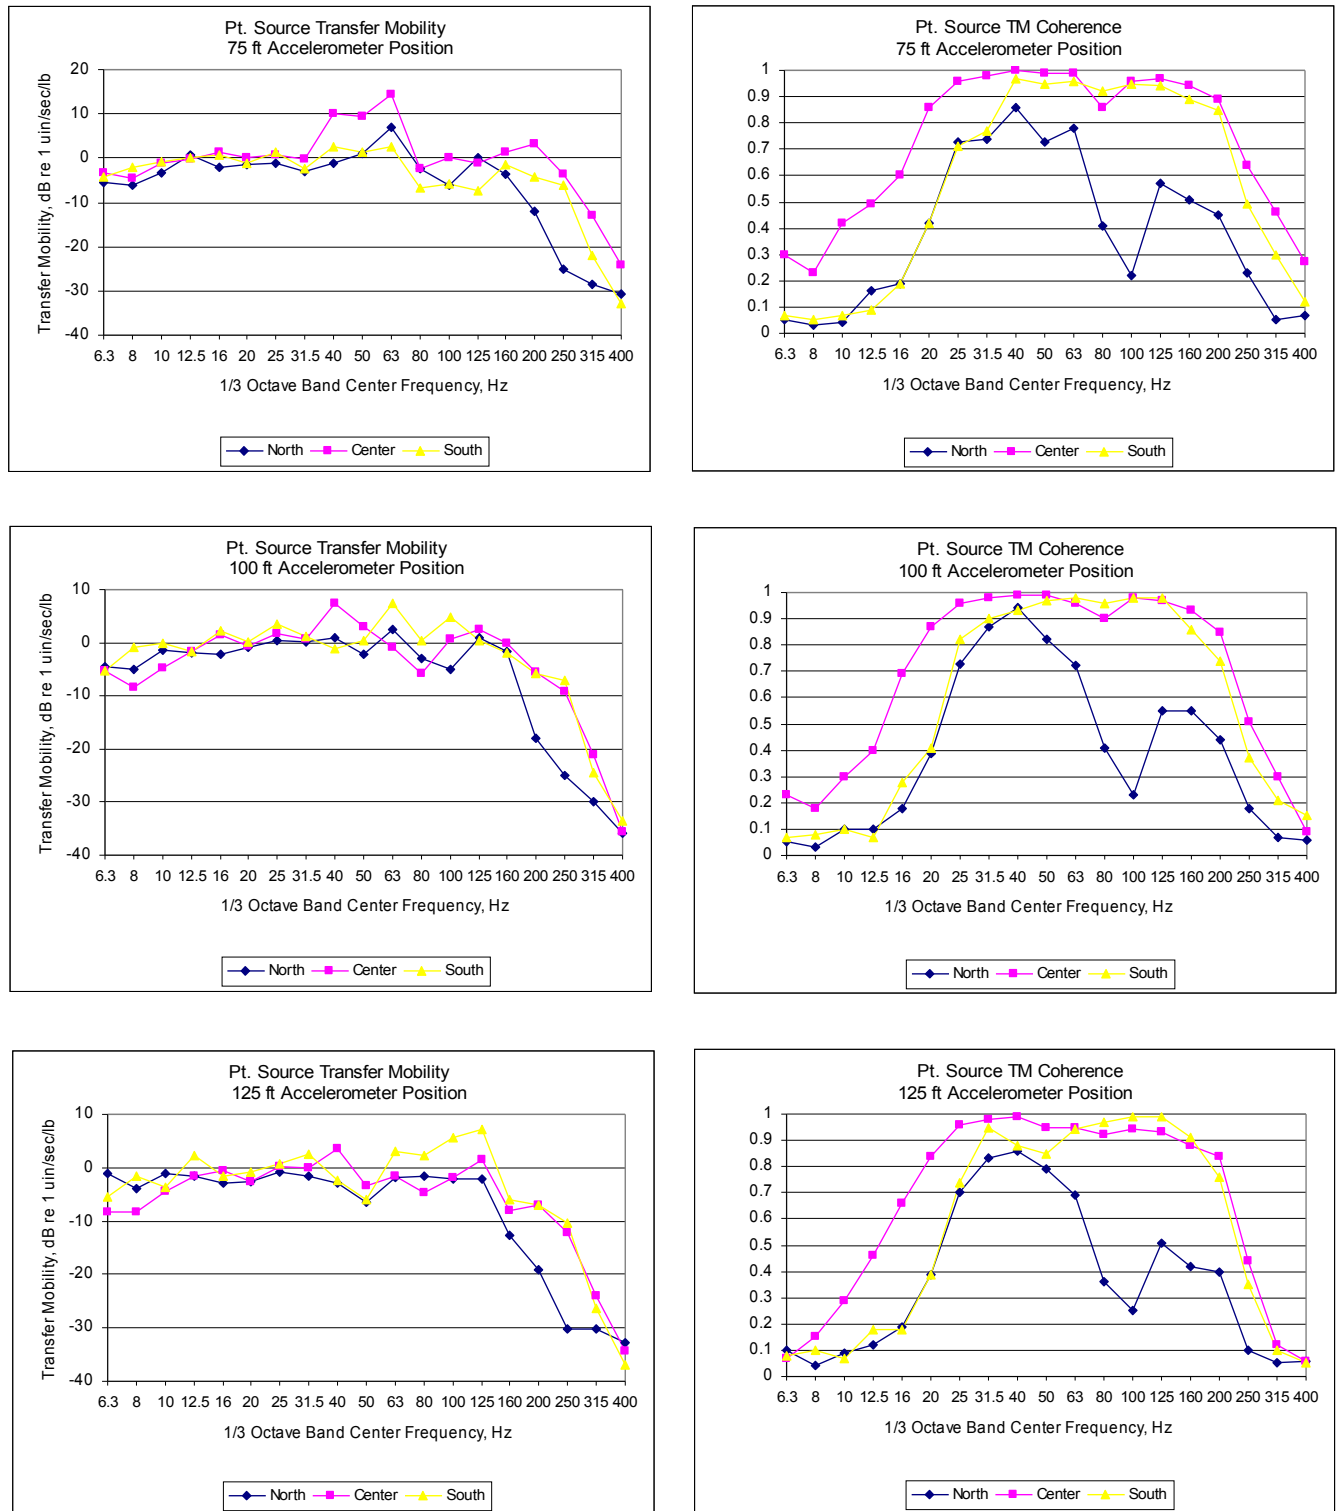 Pt. Source Transfer Mobility
75 ft Accelerometer Position
Transfer Mobility, dB re 1 uin/sec/lb
20
10
0
-10
-20
-30
-40
6.3 8 10 12.5 16 20 25 31.5 40 50 63 80 100 125 160 200 250 315 400
1/3 Octave Band Center Frequency, Hz
North Center South
Pt. Source TM Coherence
75 ft Accelerometer Position
1
0.9
0.8
0.7
0.6
0.5
0.4
0.3
0.2
0.1
0
6.3 8 10 12.5 16 20 25 31.5 40 50 63 80 100 125 160 200 250 315 400
1/3 Octave Band Center Frequency, Hz
North Center South
Pt. Source Transfer Mobility
100 ft Accelerometer Position
Transfer Mobility, dB re 1 uin/sec/lb
10
0
-10
-20
-30
-40
6.3 8 10 12.5 16 20 25 31.5 40 50 63 80 100 125 160 200 250 315 400
1/3 Octave Band Center Frequency, Hz
North Center South
Pt. Source TM Coherence
100 ft Accelerometer Position
1
0.9
0.8
0.7
0.6
0.5
0.4
0.3
0.2
0.1
0
6.3 8 10 12.5 16 20 25 31.5 40 50 63 80 100 125 160 200 250 315 400
1/3 Octave Band Center Frequency, Hz
North Center South
Pt. Source Transfer Mobility
125 ft Accelerometer Position
Transfer Mobility, dB re 1 uin/sec/lb
10
0
-10
-20
-30
-40
6.3 8 10 12.5 16 20 25 31.5 40 50 63 80 100 125 160 200 250 315 400
1/3 Octave Band Center Frequency, Hz
North Center South
Pt. Source TM Coherence
125 ft Accelerometer Position
1
0.9
0.8
0.7
0.6
0.5
0.4
0.3
0.2
0.1
0
6.3 8 10 12.5 16 20 25 31.5 40 50 63 80 100 125 160 200 250 315 400
1/3 Octave Band Center Frequency, Hz
North Center South